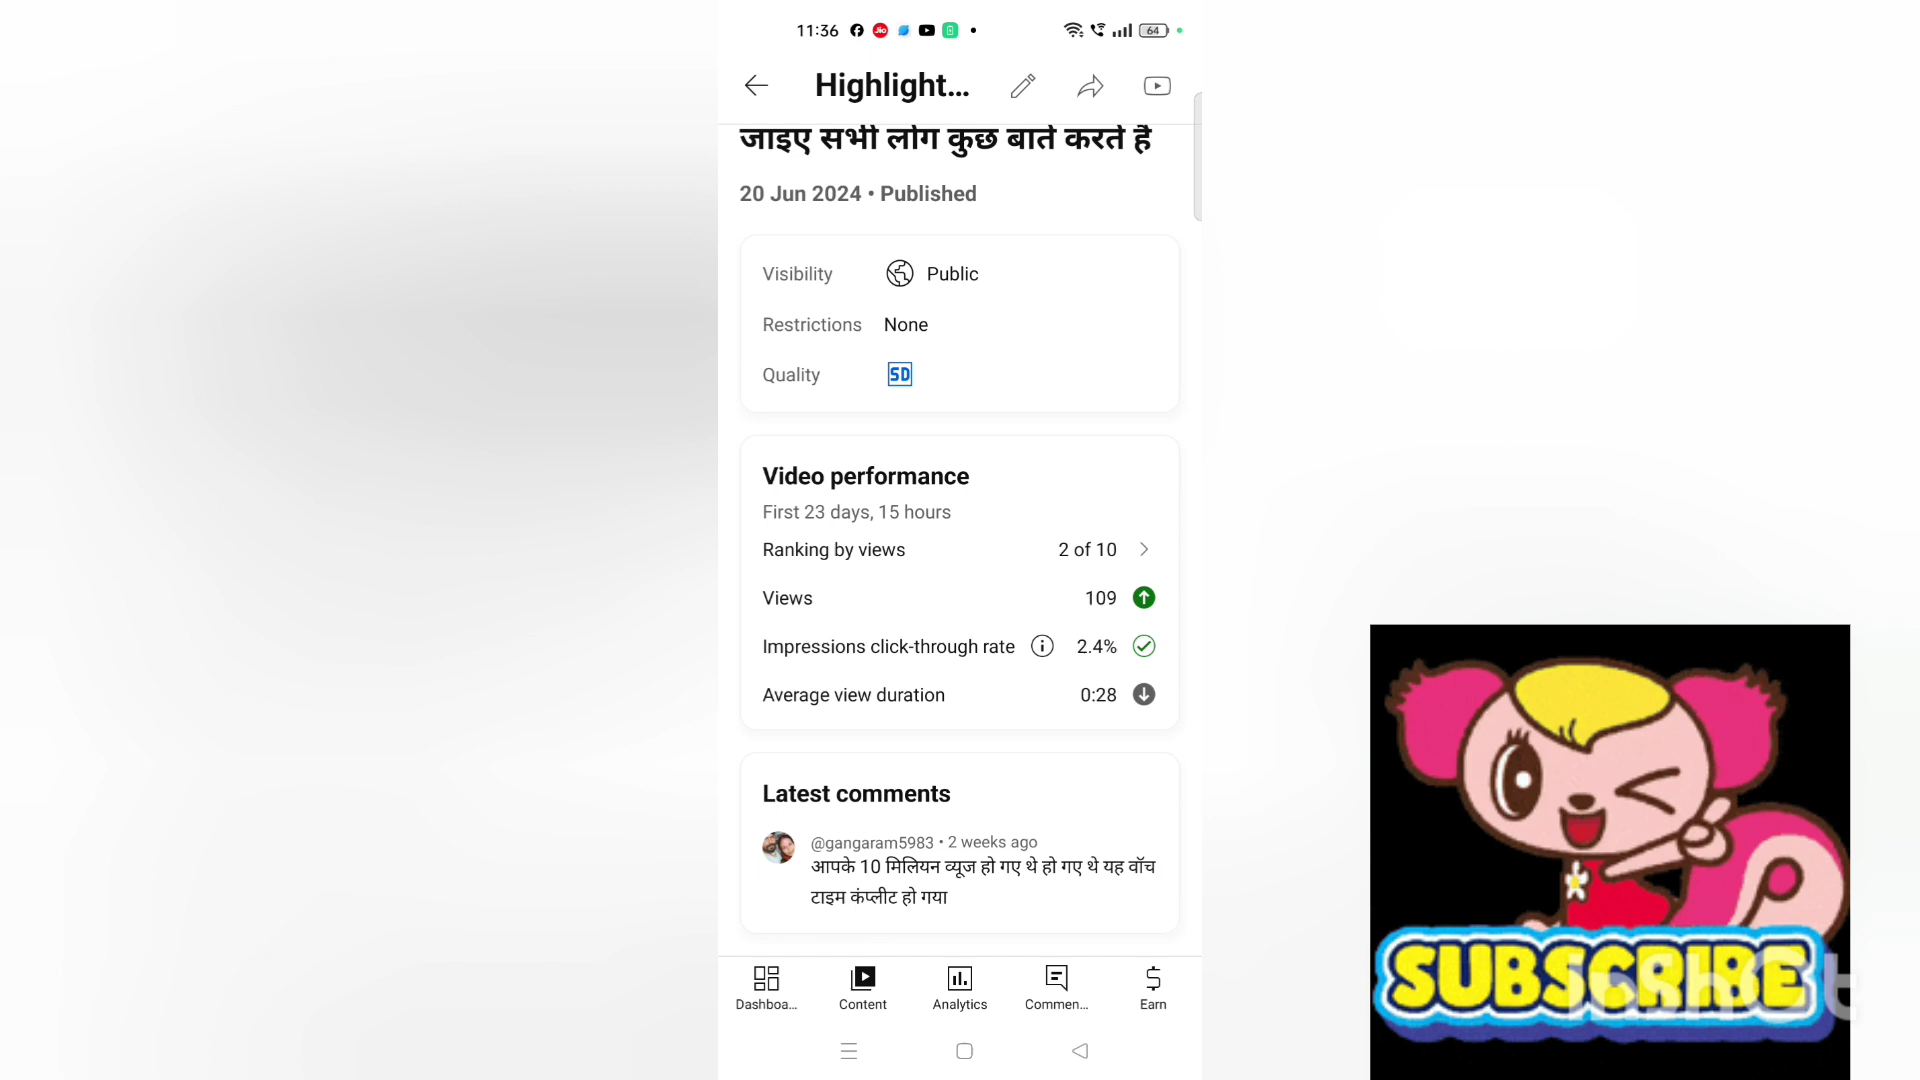 11:36
64
Highlight...
जाइए सभी लोग कुछ बाते करते है
20 Jun 2024 • Published
Visibility Public
Restrictions None
Quality SD
Video performance
First 23 days, 15 hours
Ranking by views 2 of 10
Views 109
Impressions click-through rate 2.4%
Average view duration 0:28
Latest comments
@gangaram5983 • 2 weeks ago
आपके 10 मिलियन व्यूज हो गए थे हो गए थे यह वॉच
टाइम कंप्लीट हो गया
Dashboa...
Content
Analytics
Commen...
Earn
SUBSCRIBE
InShOt